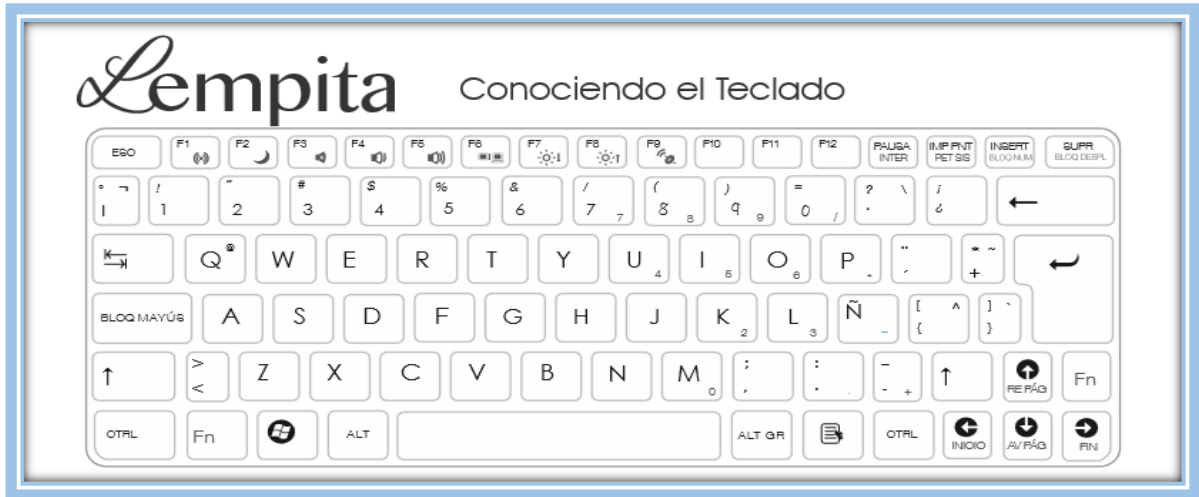 Lempita Conociendo el Teclado
ESC F1 F2 F3 F4 F5 F6 F7 F8 F9 F10 F11 F12 PAUSA INTER IMP PNT PET SIS INSERT BLOQ NUM SUPR BLOQ DESPL
° ¬ | ! 1 " 2 # 3 $ 4 % 5 & 6 / 7 7 ( 8 8 ) 9 9 = 0 / ? \ ' ¡ ¿ ←
Q @ W E R T Y U 4 I 5 O 6 P * ¨ ´ * ~ +
BLOQ MAYÚS A S D F G H J K 2 L 3 Ñ _ [ ^ { ] ` }
↑ > < Z X C V B N M 0 ; , : . . _ - + ↑ RE PÁG Fn
CTRL Fn ALT ALT GR CTRL INICIO AV PÁG FIN